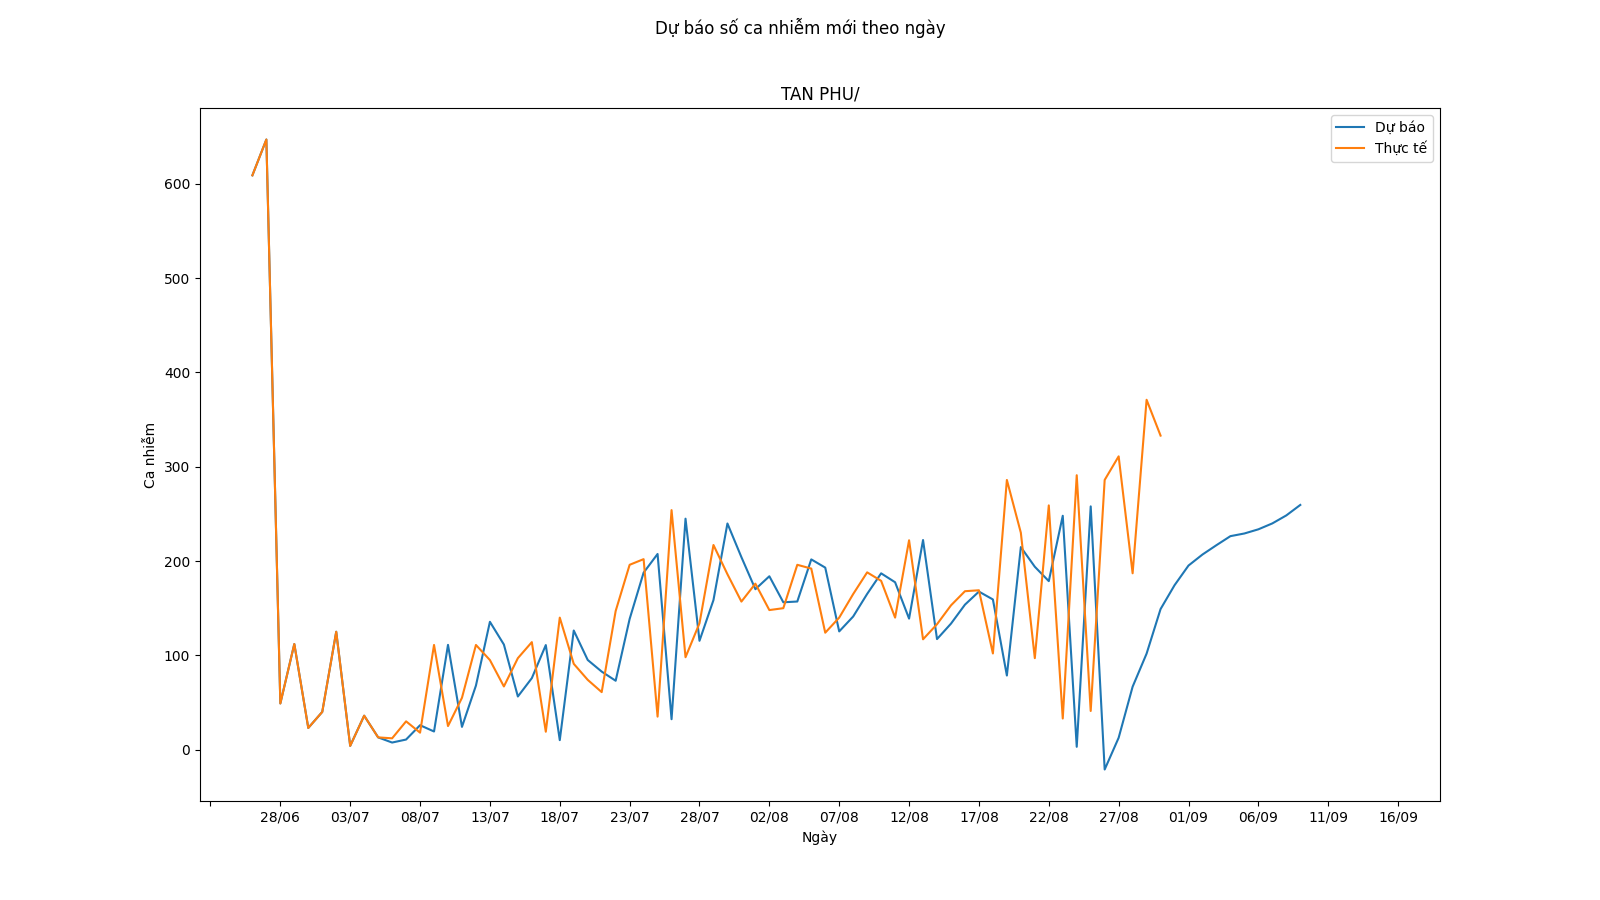 Dự báo số ca nhiễm mới theo ngày
TAN PHU/
Dự báo
Thực tế
600
500
400
300
200
100
0
Ca nhiễm
28/06 03/07 08/07 13/07 18/07 23/07 28/07 02/08 07/08 12/08 17/08 22/08 27/08 01/09 06/09 11/09 16/09
Ngày